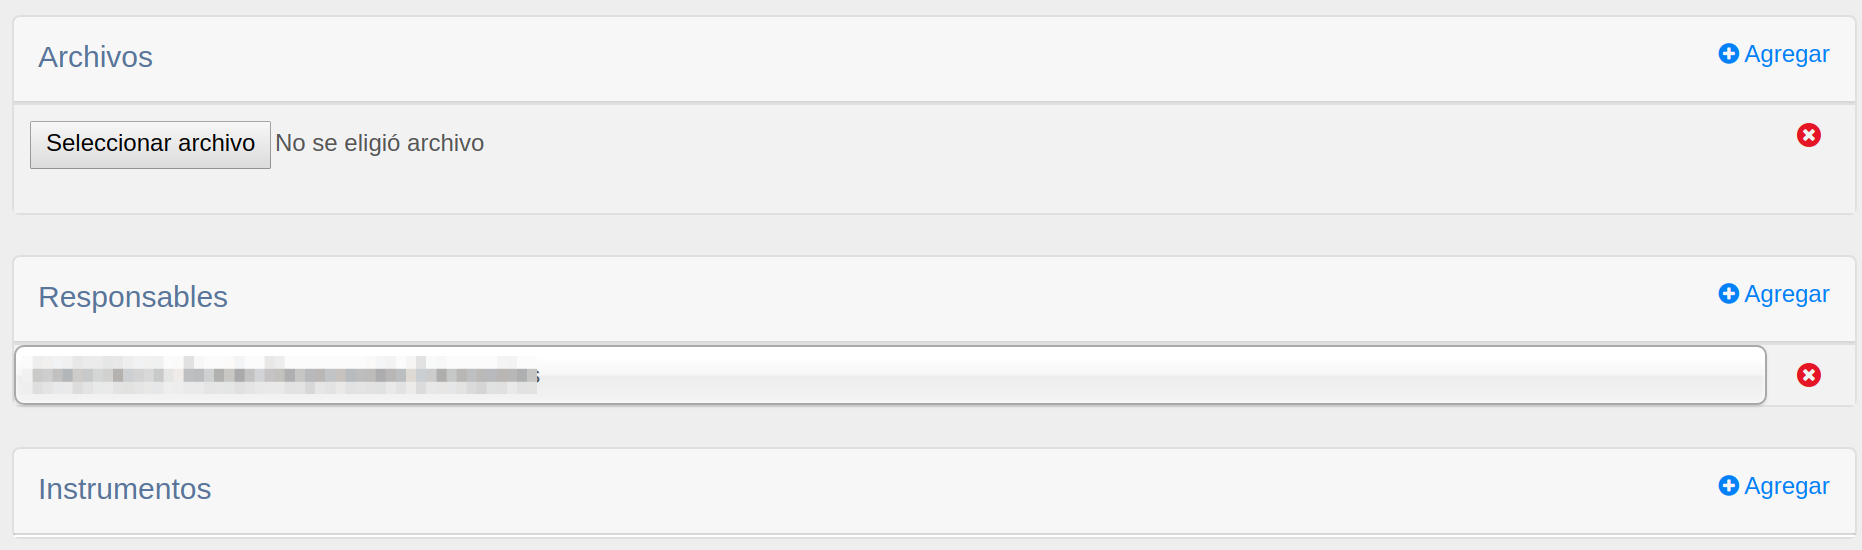 Archivos
Agregar
Seleccionar archivo No se eligió archivo
Responsables
Agregar
Instrumentos
Agregar